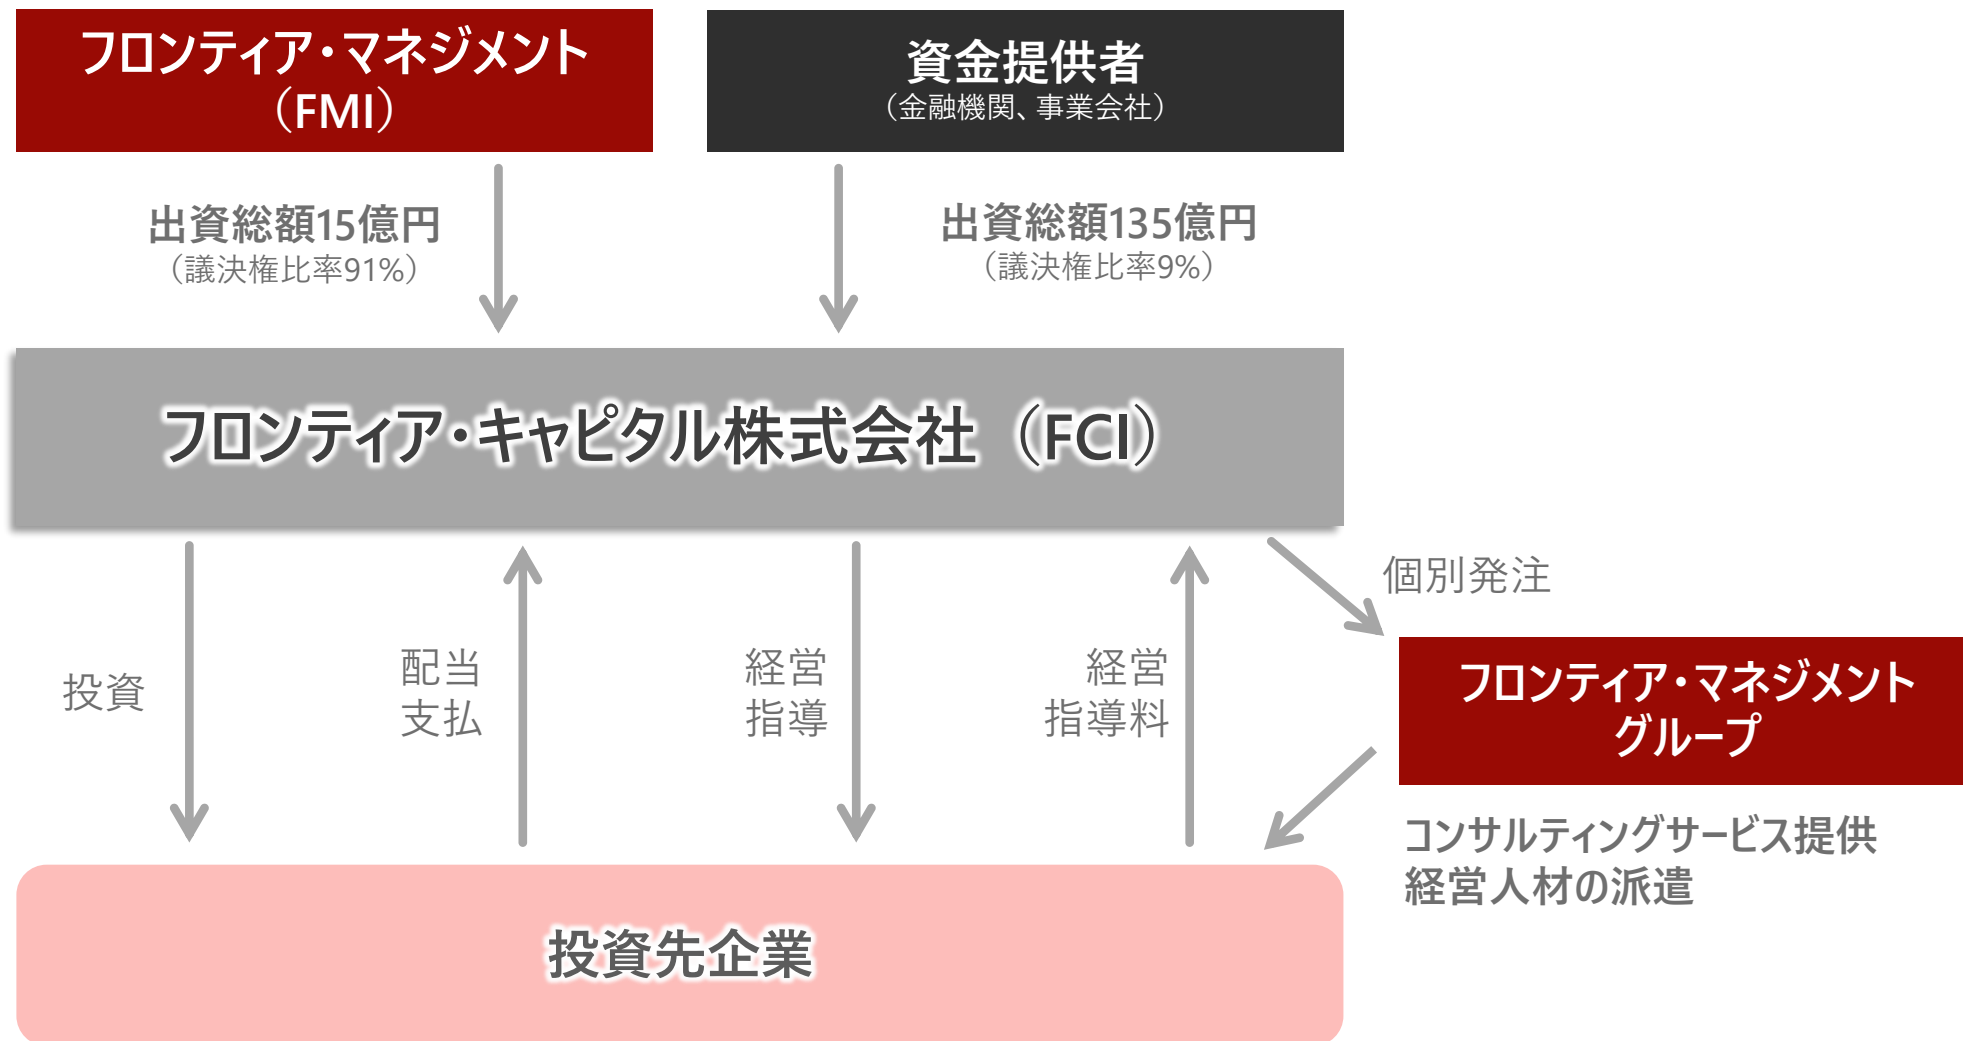 フロンティア・マネジメント
（FMI）
資金提供者
（金融機関、事業会社）
出資総額15億円
（議決権比率91%）
出資総額135億円
（議決権比率9%）
フロンティア・キャピタル株式会社（FCI）
投資
配当
支払
経営
指導
経営
指導料
個別発注
フロンティア・マネジメント
グループ
コンサルティングサービス提供
経営人材の派遣
投資先企業